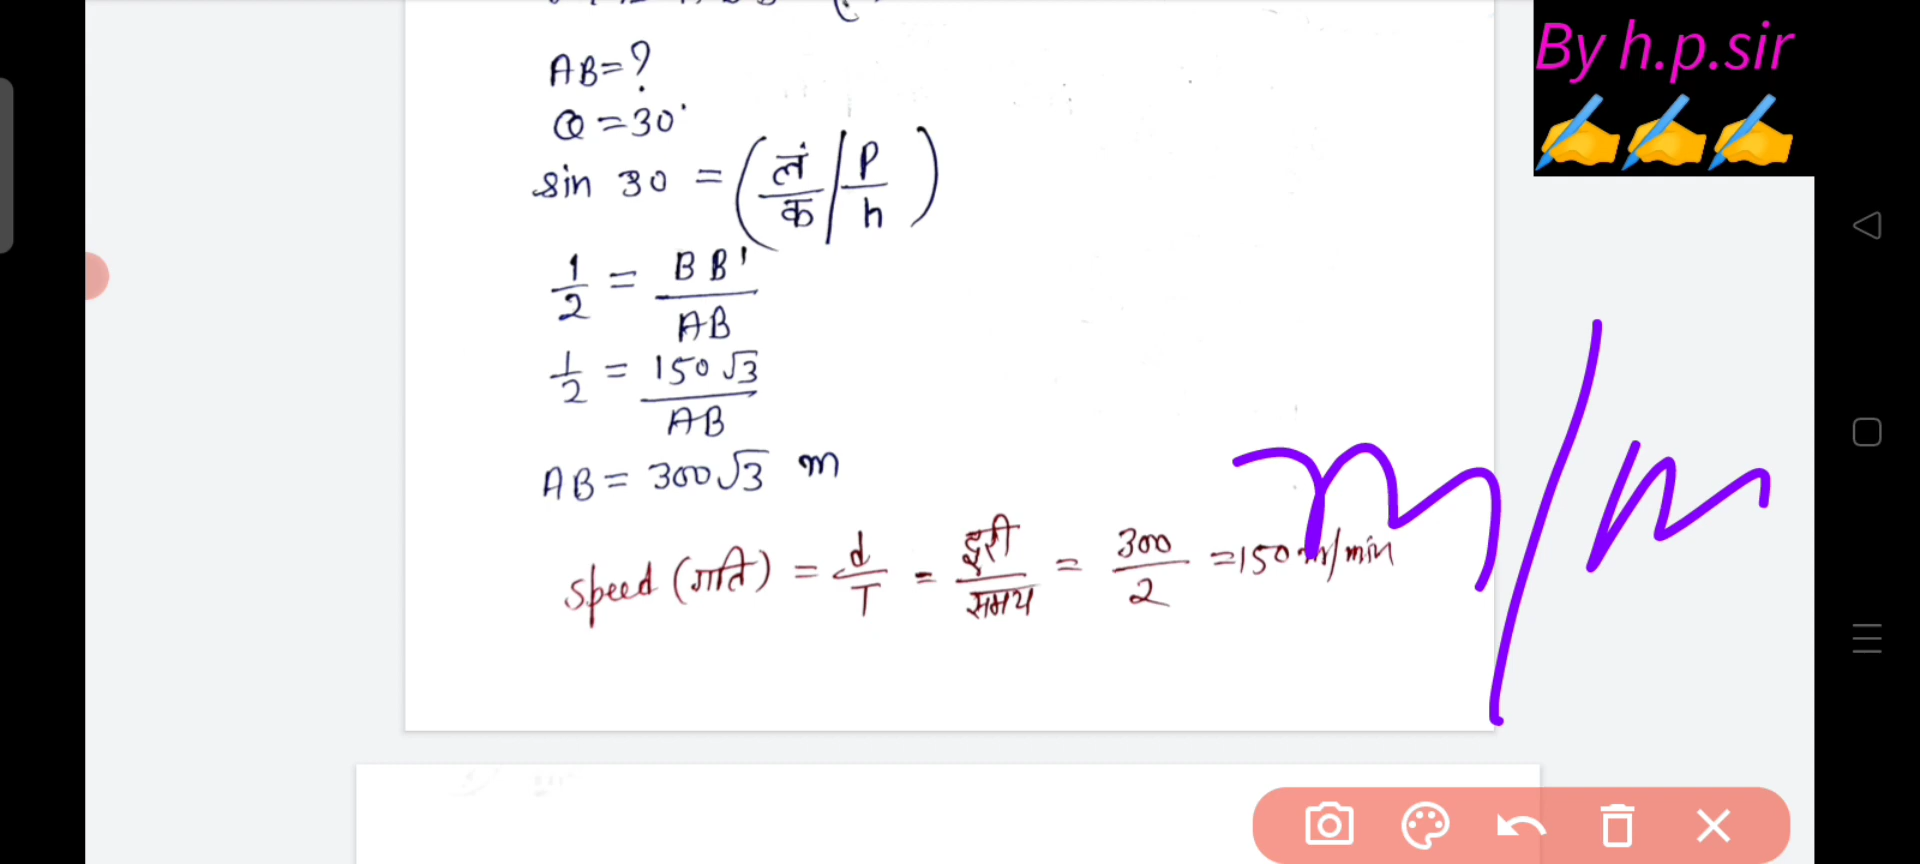 By h.p.sir
AB=?
Q=30°
sin 30 = (लं/क | P/h)
1/2 = BB'/AB
1/2 = 150√3/AB
AB = 300√3 m
speed (गति) = d/T = दूरी/समय = 300/2 = 150 m/min
m/m